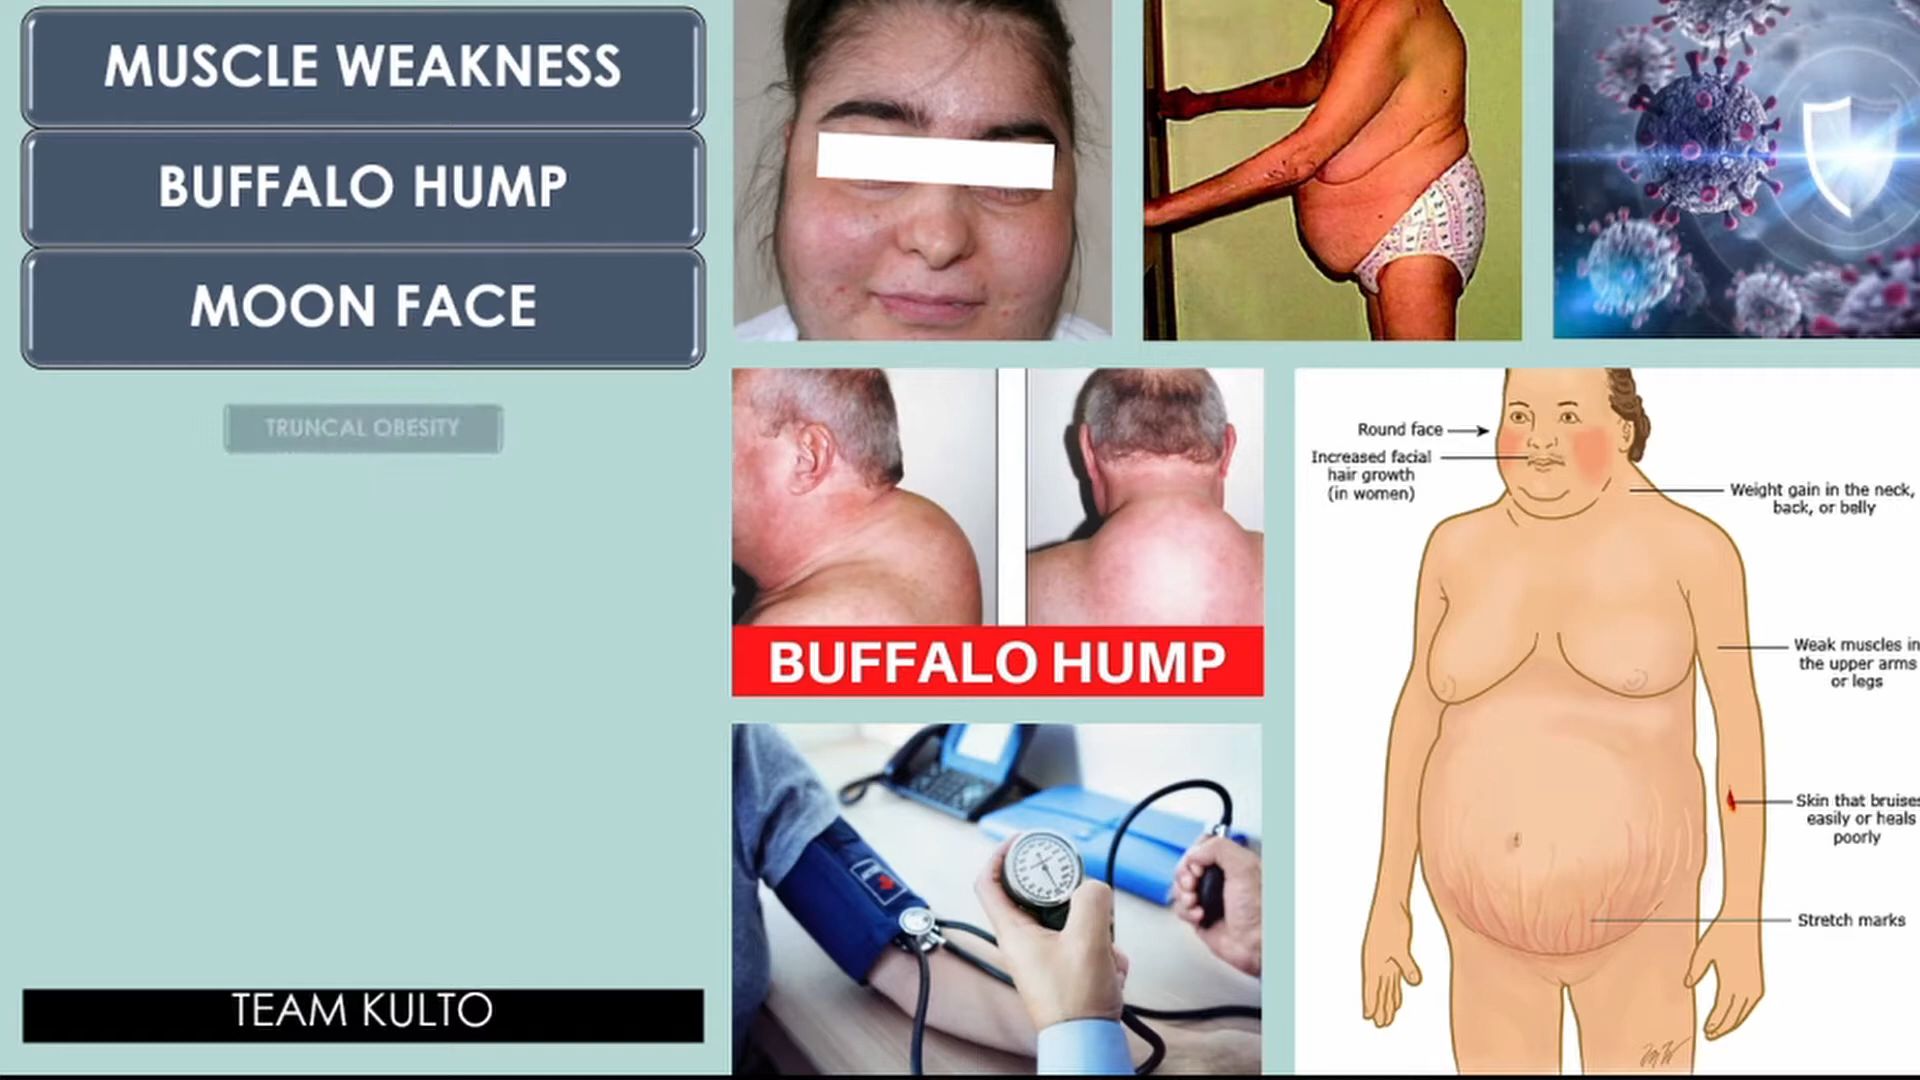 MUSCLE WEAKNESS
BUFFALO HUMP
MOON FACE
TRUNCAL OBESITY
TEAM KULTO
BUFFALO HUMP
Round face
Increased facial
hair growth
(in women)
Weight gain in the neck,
back, or belly
Weak muscles in
the upper arms
or legs
Skin that bruises
easily or heals
poorly
Stretch marks